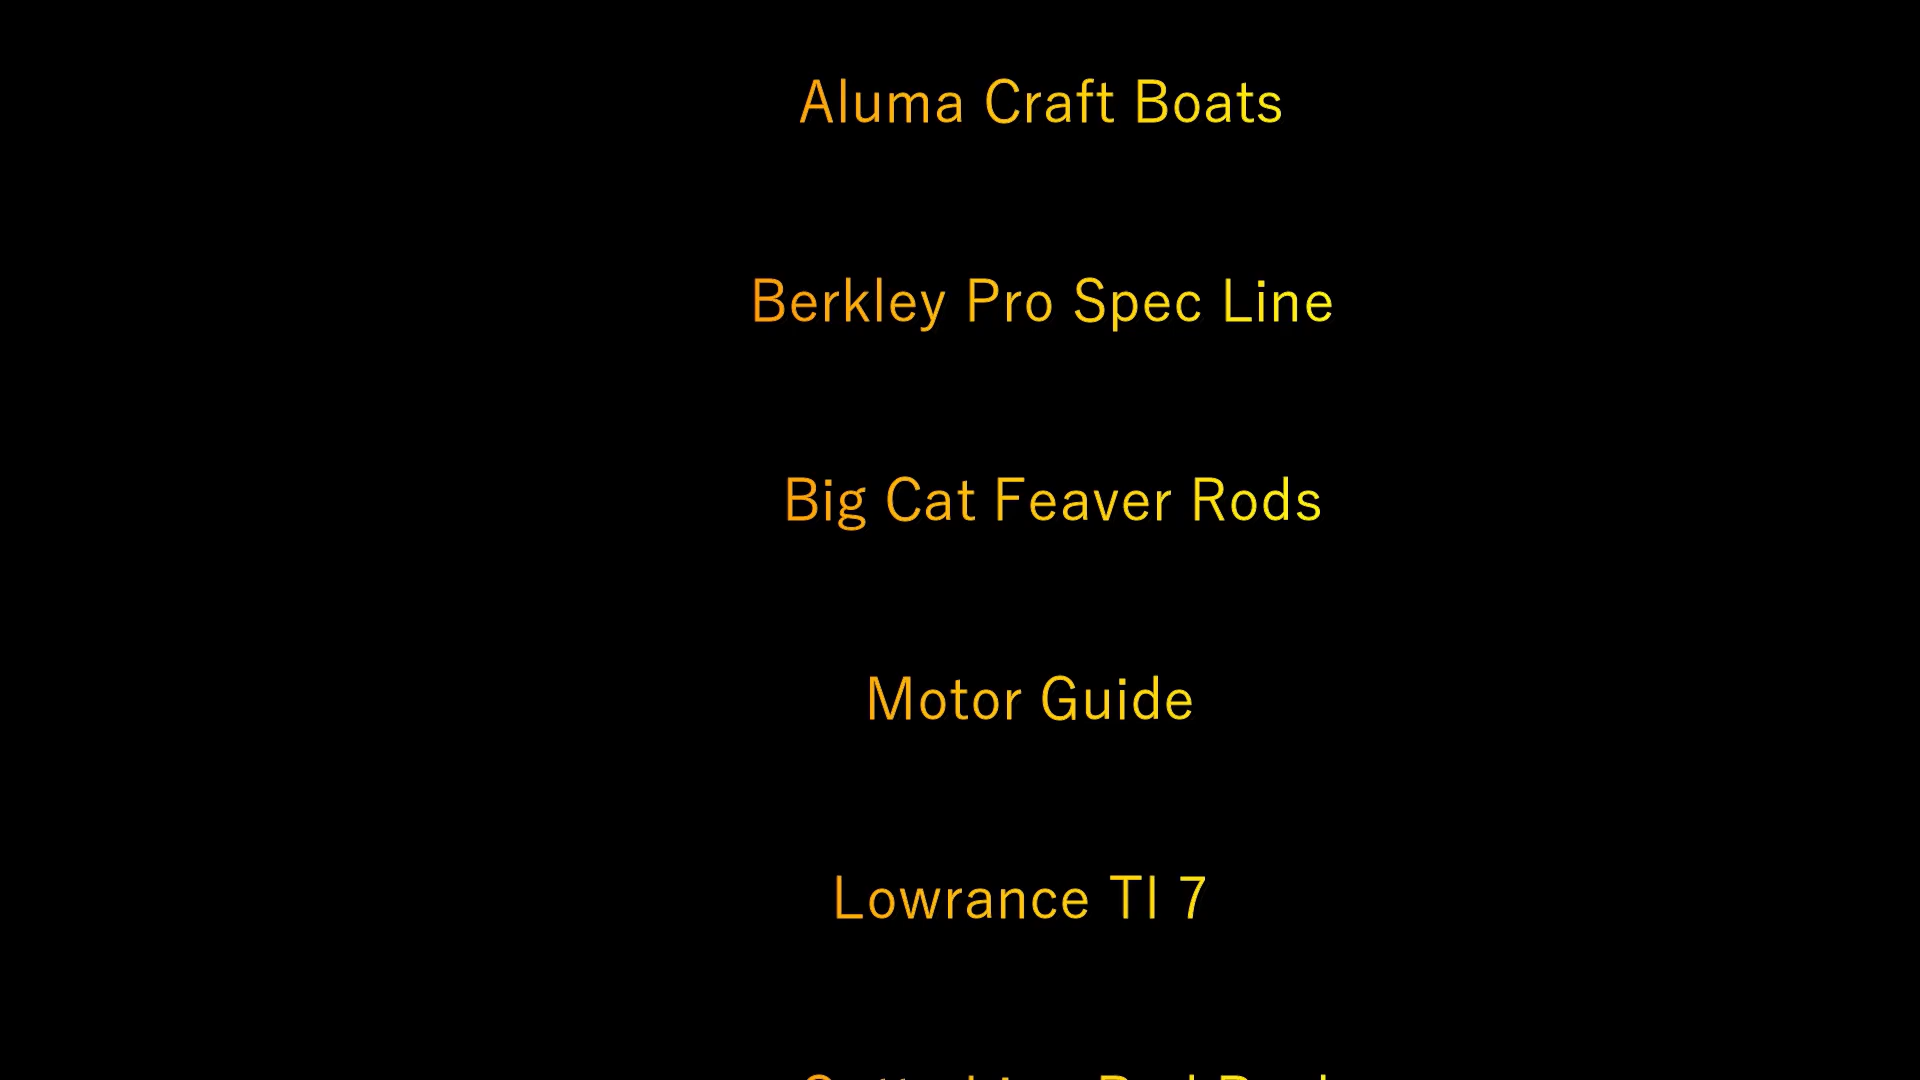 Aluma Craft Boats
Berkley Pro Spec Line
Big Cat Feaver Rods
Motor Guide
Lowrance TI 7